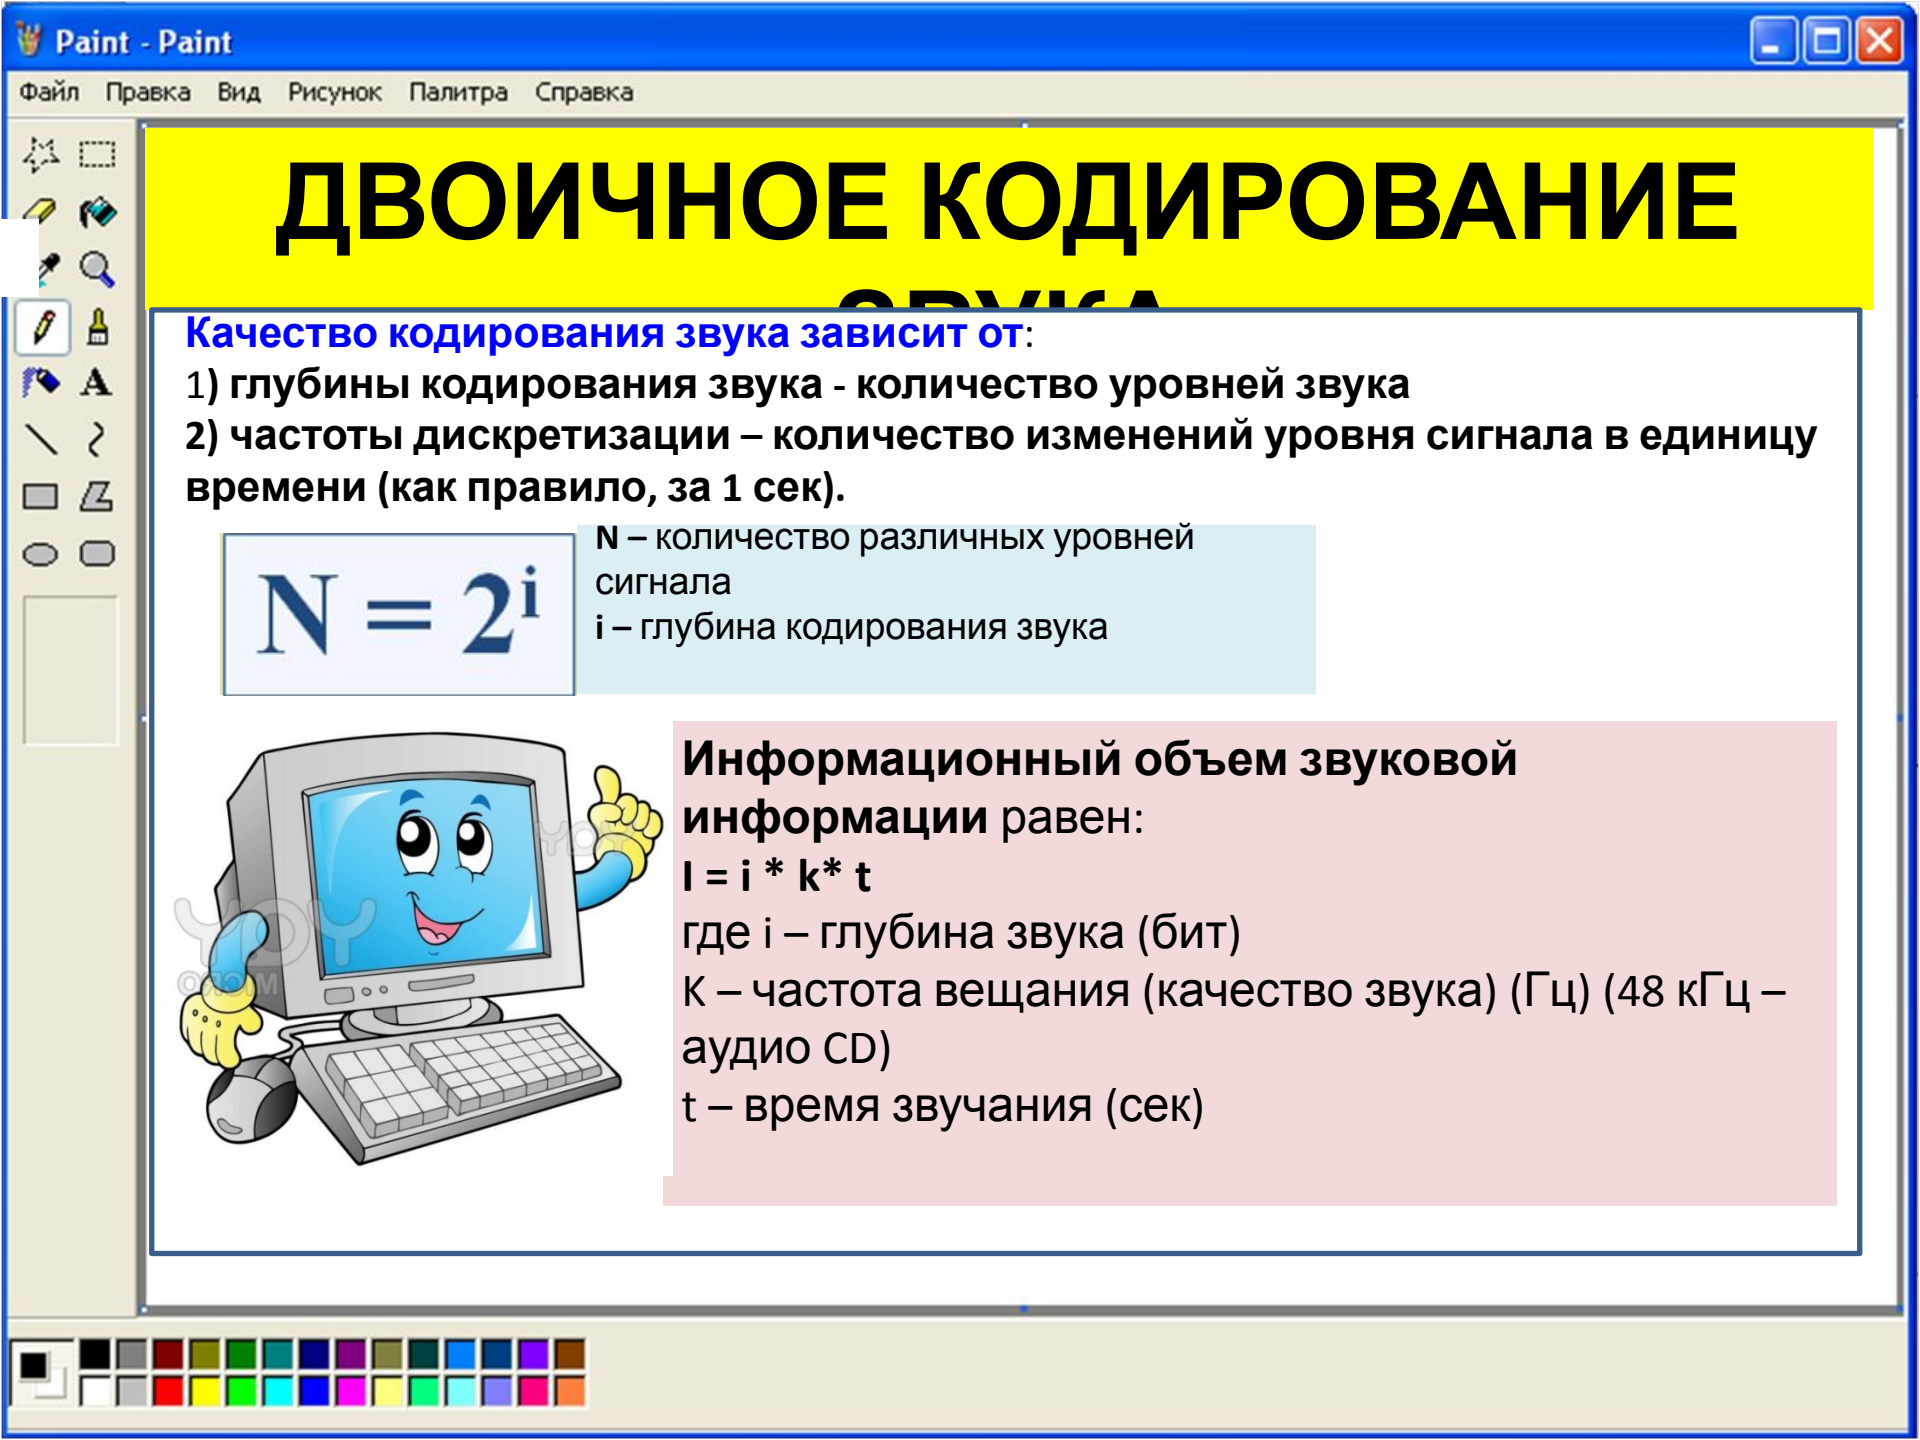 Paint - Paint
Файл Правка Вид Рисунок Палитра Справка
ДВОИЧНОЕ КОДИРОВАНИЕ
ЗВУКА
Качество кодирования звука зависит от:
1) глубины кодирования звука - количество уровней звука
2) частоты дискретизации – количество изменений уровня сигнала в единицу
времени (как правило, за 1 сек).
N = 2^i
N – количество различных уровней
сигнала
i – глубина кодирования звука
Информационный объем звуковой
информации равен:
I = i * k* t
где i – глубина звука (бит)
K – частота вещания (качество звука) (Гц) (48 кГц –
аудио CD)
t – время звучания (сек)